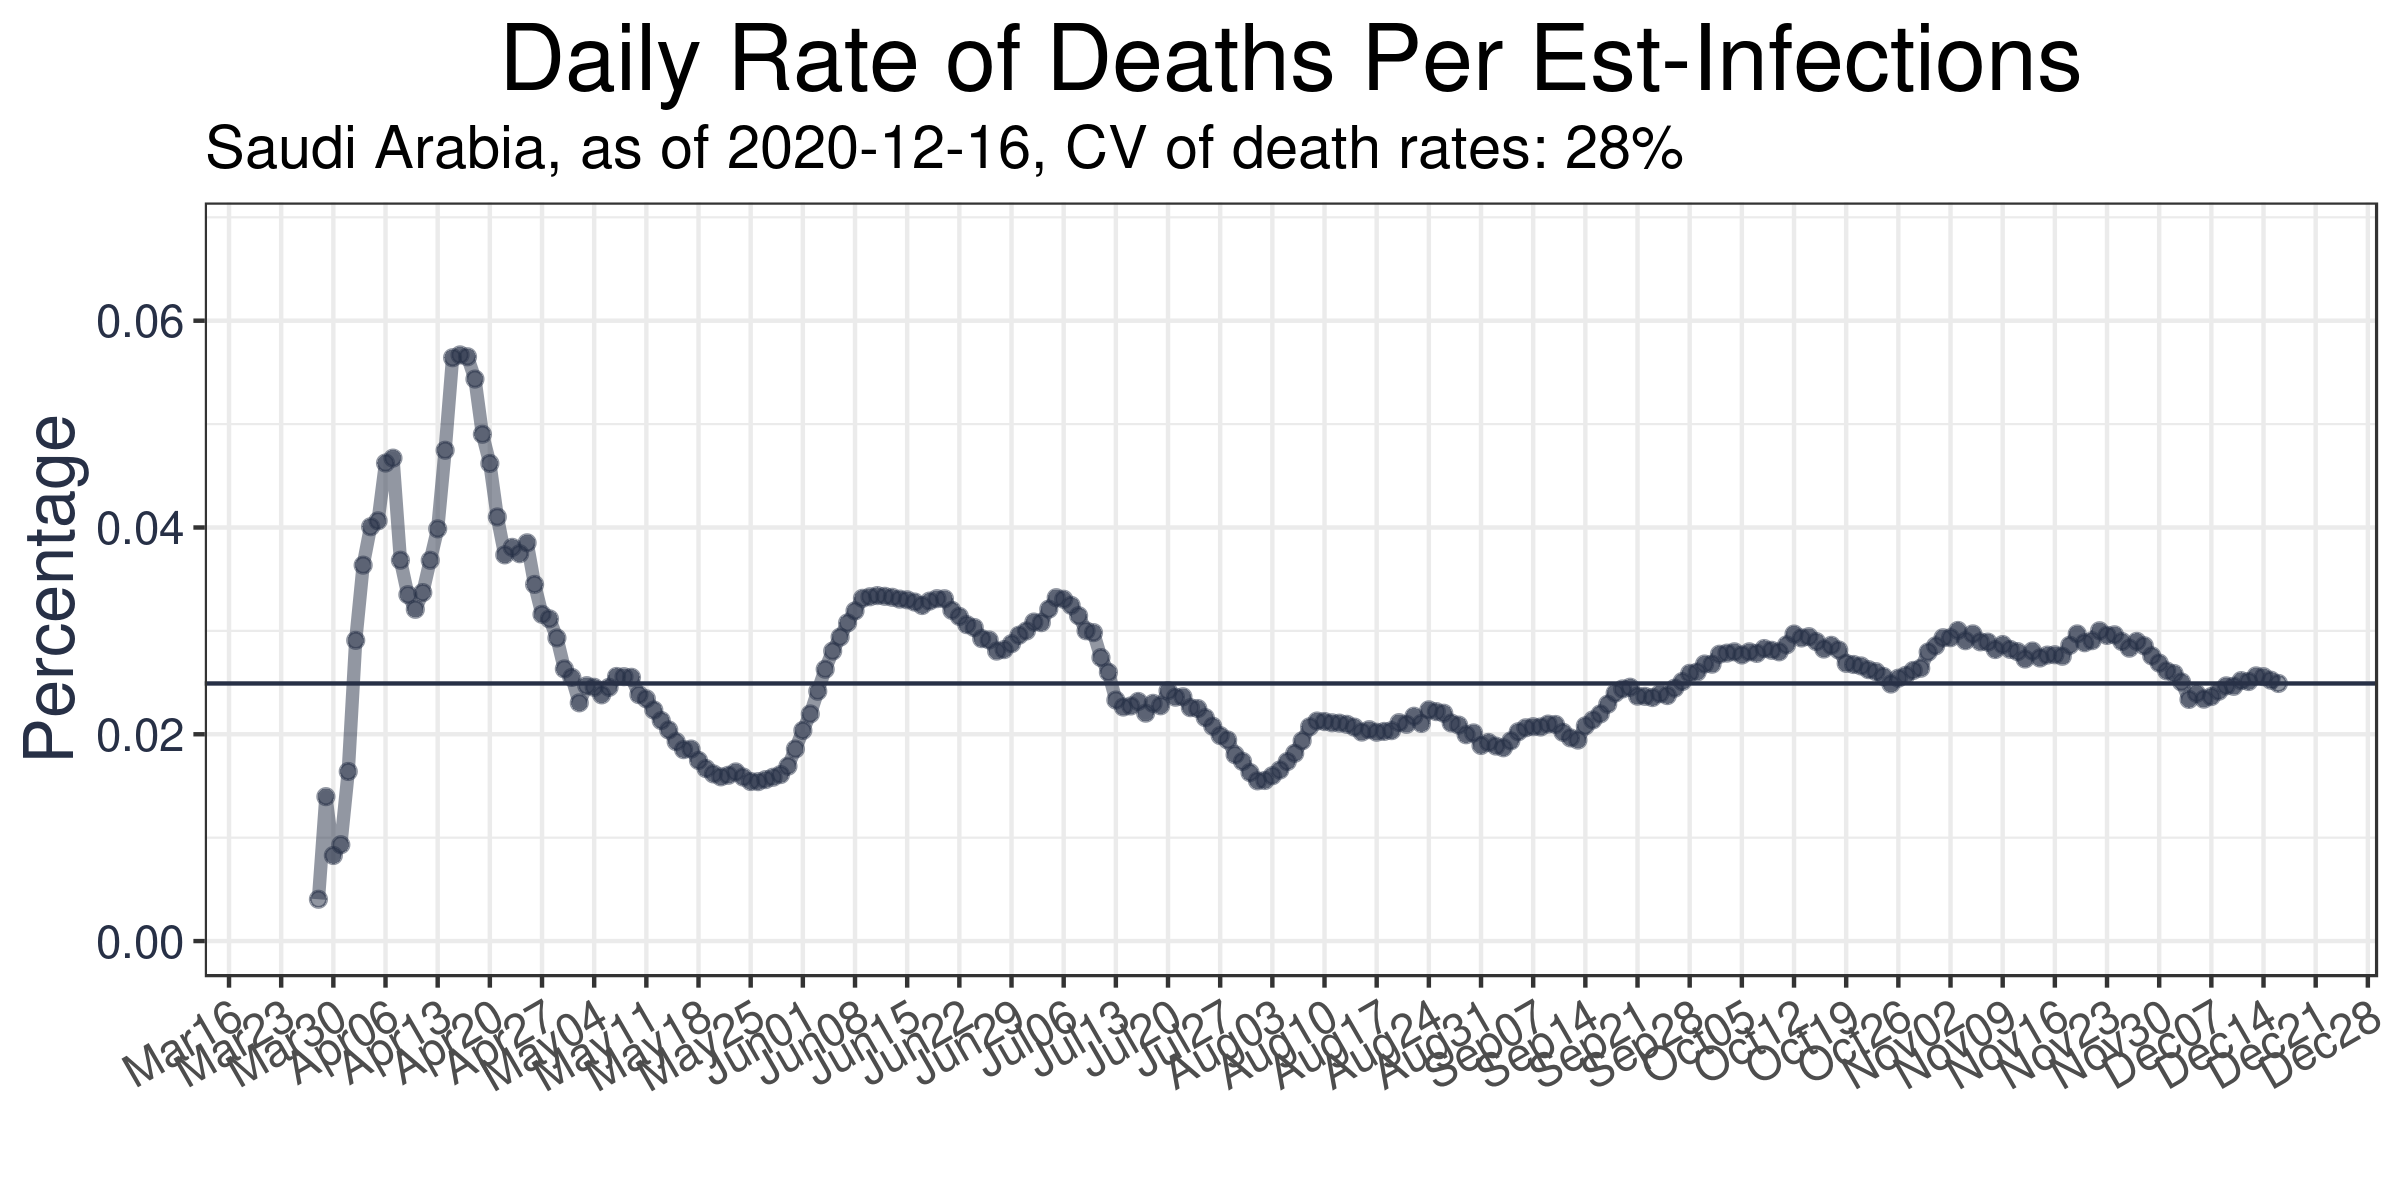 Daily Rate of Deaths Per Est-Infections
Saudi Arabia, as of 2020-12-16, CV of death rates: 28%
Percentage
0.06
0.04
0.02
0.00
Mar16
Mar23
Mar30
Apr06
Apr13
Apr20
Apr27
May04
May11
May18
May25
Jun01
Jun08
Jun15
Jun22
Jun29
Jul06
Jul13
Jul20
Jul27
Aug03
Aug10
Aug17
Aug24
Aug31
Sep07
Sep14
Sep21
Sep28
Oct05
Oct12
Oct19
Oct26
Nov02
Nov09
Nov16
Nov23
Nov30
Dec07
Dec14
Dec21
Dec28